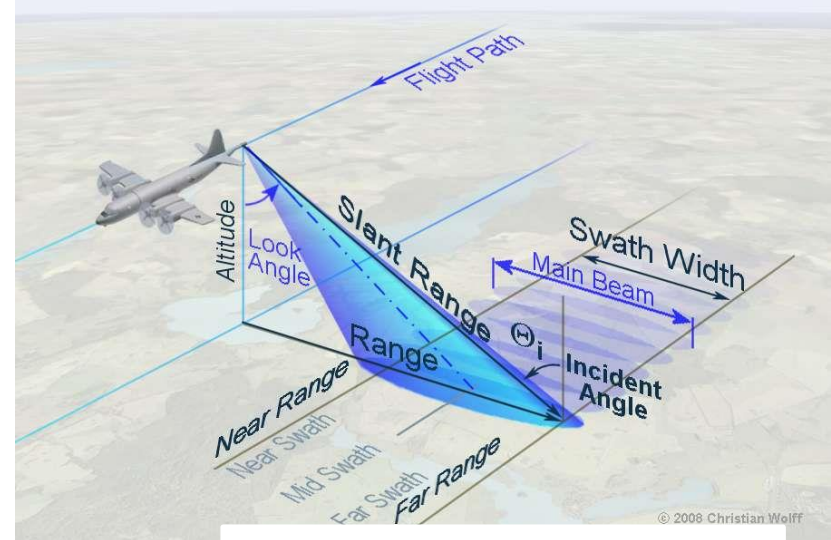 Flight Path
Altitude
Look
Angle
Slant Range
Swath Width
Main Beam
Range
Θi
Incident
Angle
Near Range
Near Swath
Mid Swath
Far Swath
Far Range
© 2008 Christian Wolff